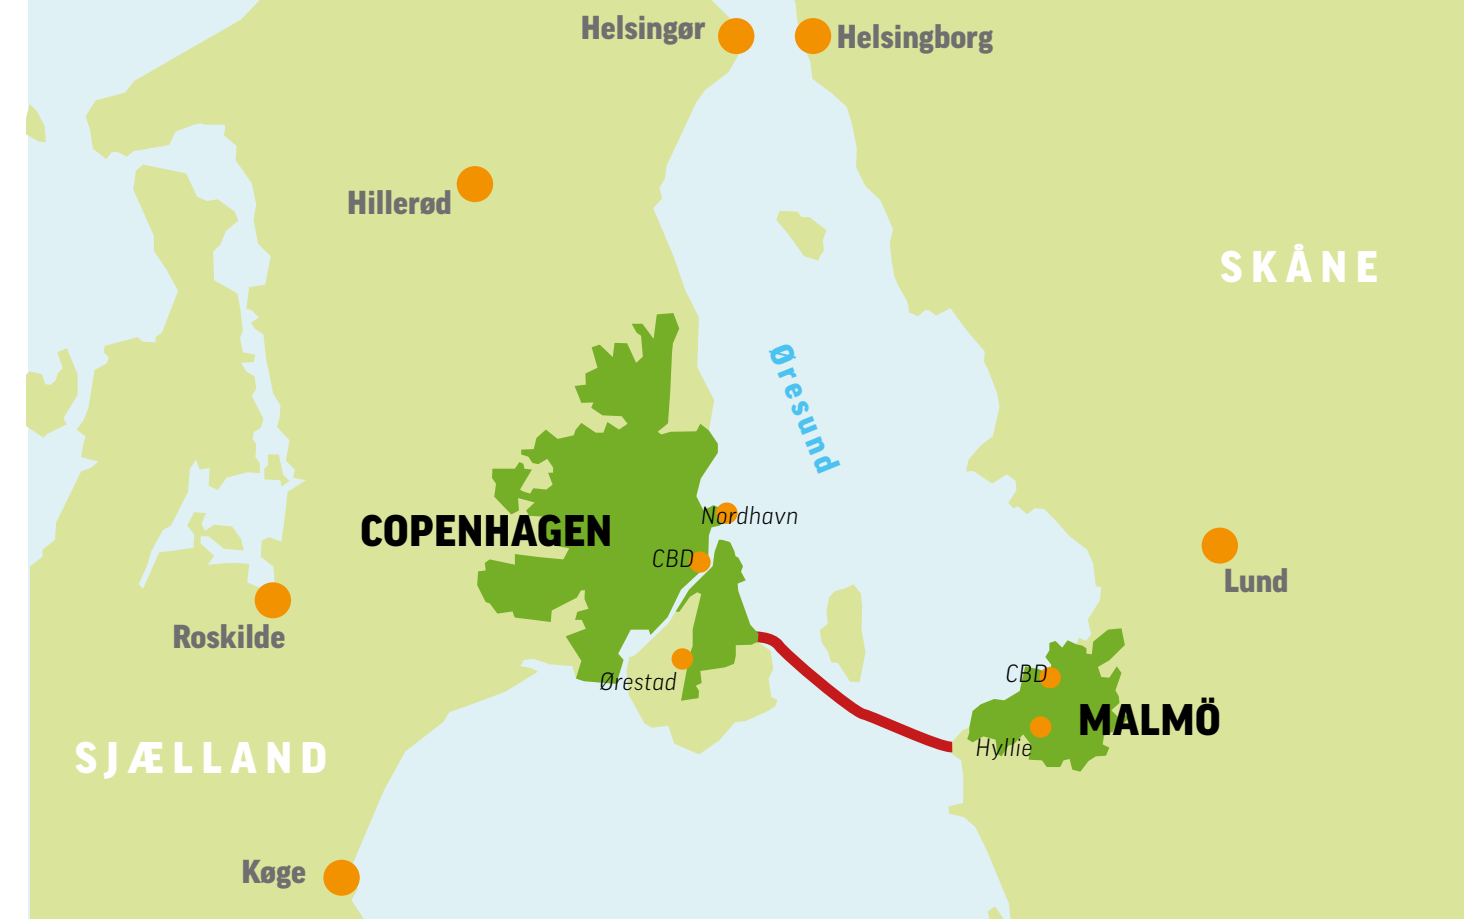 Helsingør
Helsingborg
Hillerød
SKÅNE
Øresund
Nordhavn
COPENHAGEN
CBD
Lund
Roskilde
CBD
Ørestad
MALMÖ
Hyllie
SJÆLLAND
Køge